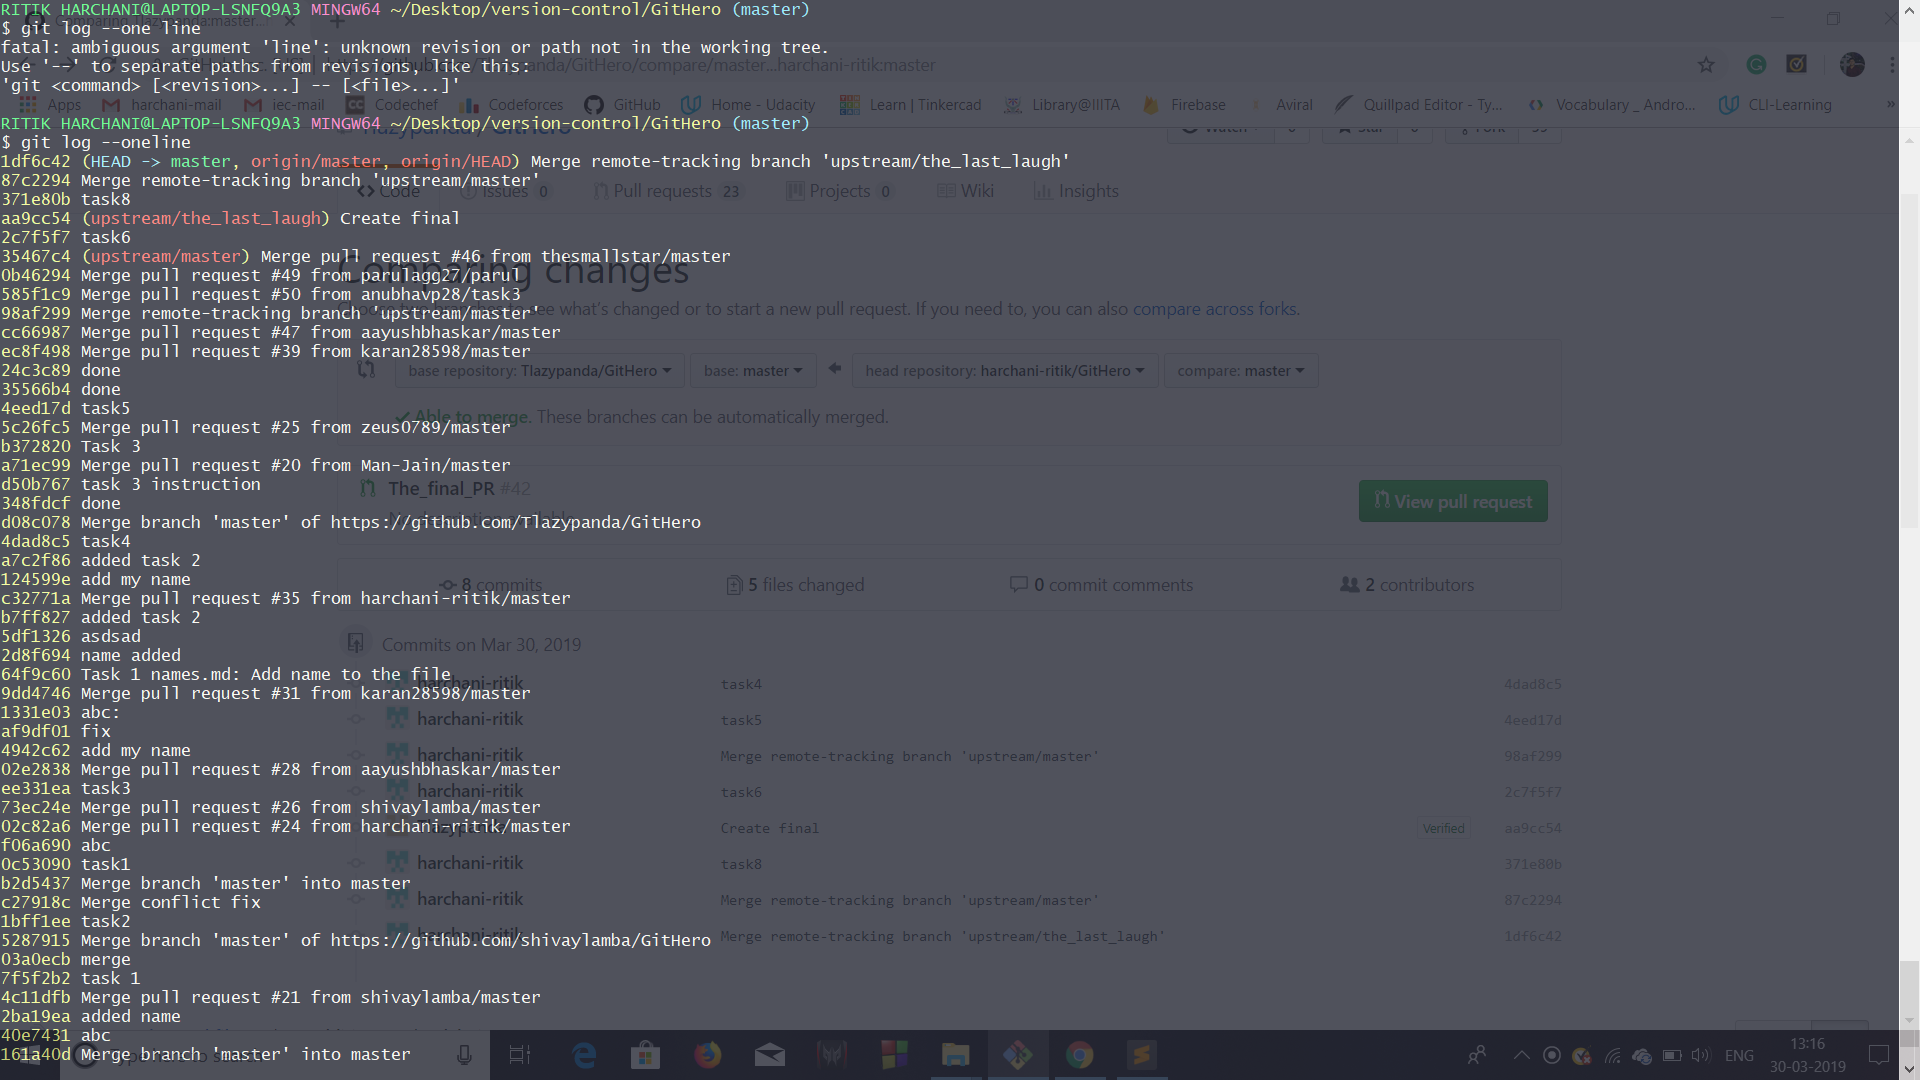 RITIK HARCHANI@LAPTOP-LSNFQ9A3 MINGW64 ~/Desktop/version-control/GitHero (master)
$ git log --one line
fatal: ambiguous argument 'line': unknown revision or path not in the working tree.
Use '--' to separate paths from revisions, like this:
'git <command> [<revision>...] -- [<file>...]'
RITIK HARCHANI@LAPTOP-LSNFQ9A3 MINGW64 ~/Desktop/version-control/GitHero (master)
$ git log --oneline
1df6c42 (HEAD -> master, origin/master, origin/HEAD) Merge remote-tracking branch 'upstream/the_last_laugh'
87c2294 Merge remote-tracking branch 'upstream/master'
371e80b task8
aa9cc54 (upstream/the_last_laugh) Create final
2c7f5f7 task6
35467c4 (upstream/master) Merge pull request #46 from thesmallstar/master
0b46294 Merge pull request #49 from parulagg27/parul
585f1c9 Merge pull request #50 from anubhavp28/task3
98af299 Merge remote-tracking branch 'upstream/master'
cc66987 Merge pull request #47 from aayushbhaskar/master
ec8f498 Merge pull request #39 from karan28598/master
24c3c89 done
35566b4 done
4eed17d task5
5c26fc5 Merge pull request #25 from zeus0789/master
b372820 Task 3
a71ec99 Merge pull request #20 from Man-Jain/master
d50b767 task 3 instruction
348fdcf done
d08c078 Merge branch 'master' of https://github.com/Tlazypanda/GitHero
4dad8c5 task4
a7c2f86 added task 2
124599e add my name
c32771a Merge pull request #35 from harchani-ritik/master
b7ff827 added task 2
5df1326 asdsad
2d8f694 name added
64f9c60 Task 1 names.md: Add name to the file
9dd4746 Merge pull request #31 from karan28598/master
1331e03 abc:
af9df01 fix
4942c62 add my name
02e2838 Merge pull request #28 from aayushbhaskar/master
ee331ea task3
73ec24e Merge pull request #26 from shivaylamba/master
02c82a6 Merge pull request #24 from harchani-ritik/master
f06a690 abc
0c53090 task1
b2d5437 Merge branch 'master' into master
c27918c Merge conflict fix
1bff1ee task2
5287915 Merge branch 'master' of https://github.com/shivaylamba/GitHero
03a0ecb merge
7f5f2b2 task 1
4c11dfb Merge pull request #21 from shivaylamba/master
2ba19ea added name
40e7431 abc
161a40d Merge branch 'master' into master
/GitHero/compare/master...harchani-ritik:master
Apps harchani-mail iec-mail Codechef Codeforces GitHub Home - Udacity Learn | Tinkercad Library@IIITA Firebase Aviral Quillpad Editor - Ty... Vocabulary _ Andro... CLI-Learning »
Code Issues 0 Pull requests 23 Projects 0 Wiki Insights
Comparing changes
see what's changed or to start a new pull request. If you need to, you can also compare across forks.
base repository: Tlazypanda/GitHero base: master head repository: harchani-ritik/GitHero compare: master
Able to merge. These branches can be automatically merged.
The_final_PR #42
View pull request
8 commits 5 files changed 0 commit comments 2 contributors
Commits on Mar 30, 2019
harchani-ritik task4 4dad8c5
harchani-ritik task5 4eed17d
harchani-ritik Merge remote-tracking branch 'upstream/master' 98af299
harchani-ritik task6 2c7f5f7
Create final Verified aa9cc54
harchani-ritik task8 371e80b
harchani-ritik Merge remote-tracking branch 'upstream/master' 87c2294
harchani-ritik Merge remote-tracking branch 'upstream/the_last_laugh' 1df6c42
ENG
13:16
30-03-2019